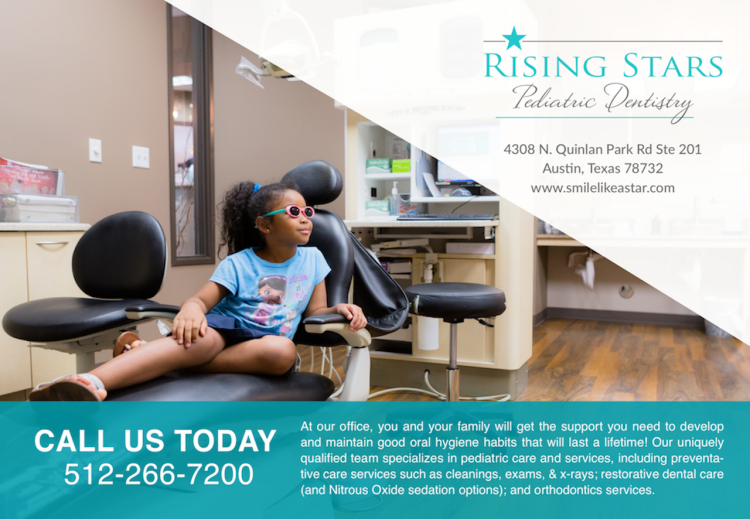 RISING STARS
Pediatric Dentistry
4308 N. Quinlan Park Rd Ste 201
Austin, Texas 78732
www.smilelikeastar.com
CALL US TODAY
512-266-7200
At our office, you and your family will get the support you need to develop
and maintain good oral hygiene habits that will last a lifetime! Our uniquely
qualified team specializes in pediatric care and services, including preventa-
tive care services such as cleanings, exams, & x-rays; restorative dental care
(and Nitrous Oxide sedation options); and orthodontics services.